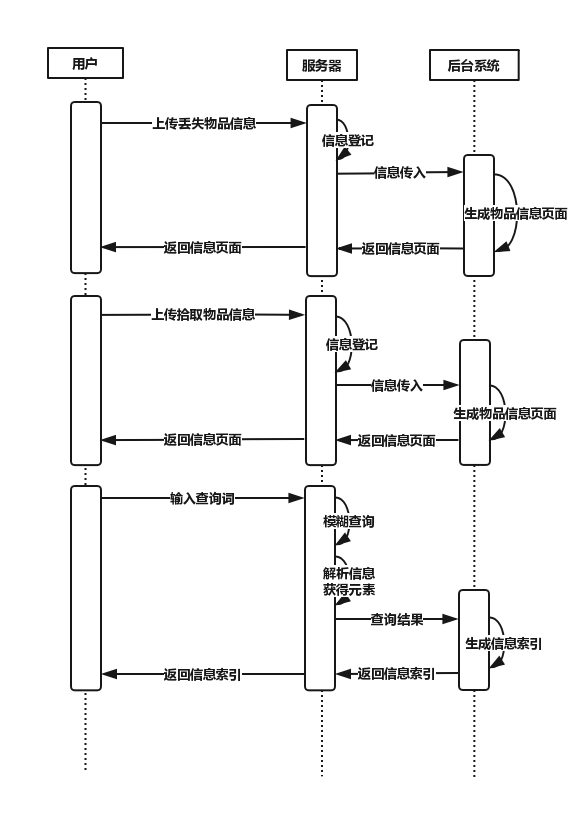 用户
服务器
后台系统
上传丢失物品信息
信息登记
信息传入
生成物品信息页面
返回信息页面
返回信息页面
上传拾取物品信息
信息登记
信息传入
生成物品信息页面
返回信息页面
返回信息页面
输入查询词
模糊查询
解析信息
获得元素
查询结果
生成信息索引
返回信息索引
返回信息索引